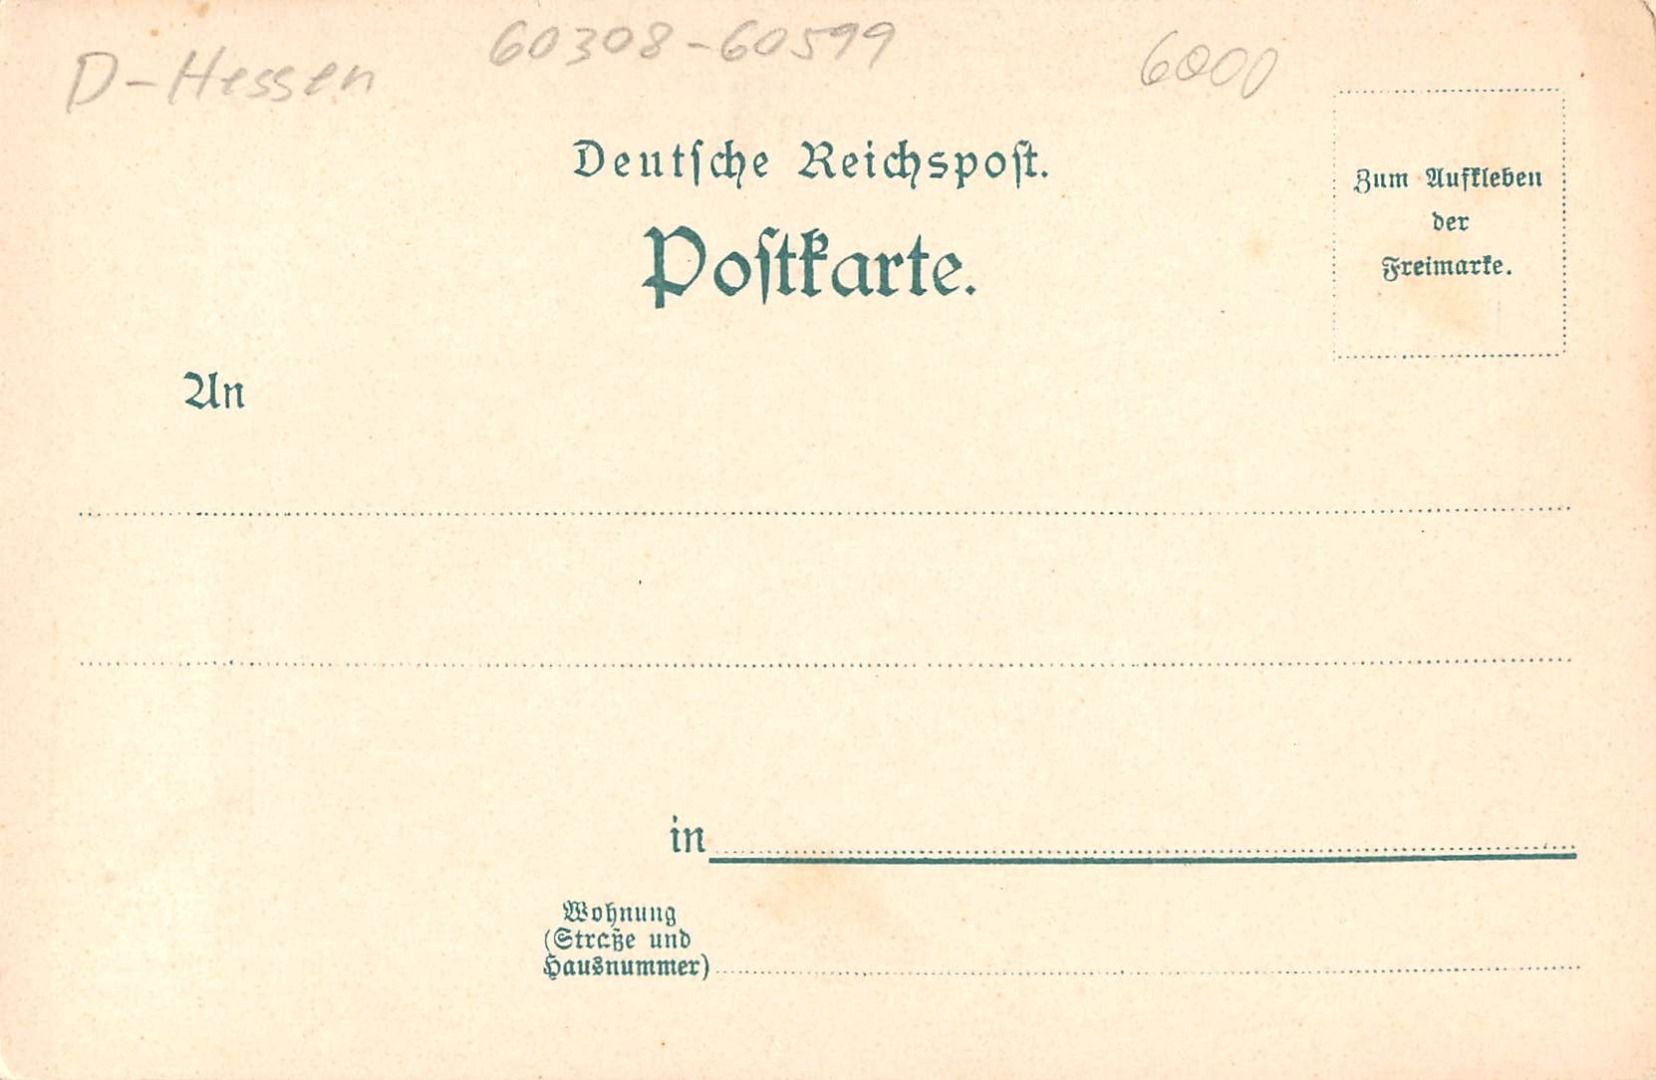 D-Hessen 60308-60599 6000
Deutſche Reichspoſt.
Poſtkarte.
Zum Aufkleben
der
Freimarke.
An
in
Wohnung
(Straße und
Hausnummer)